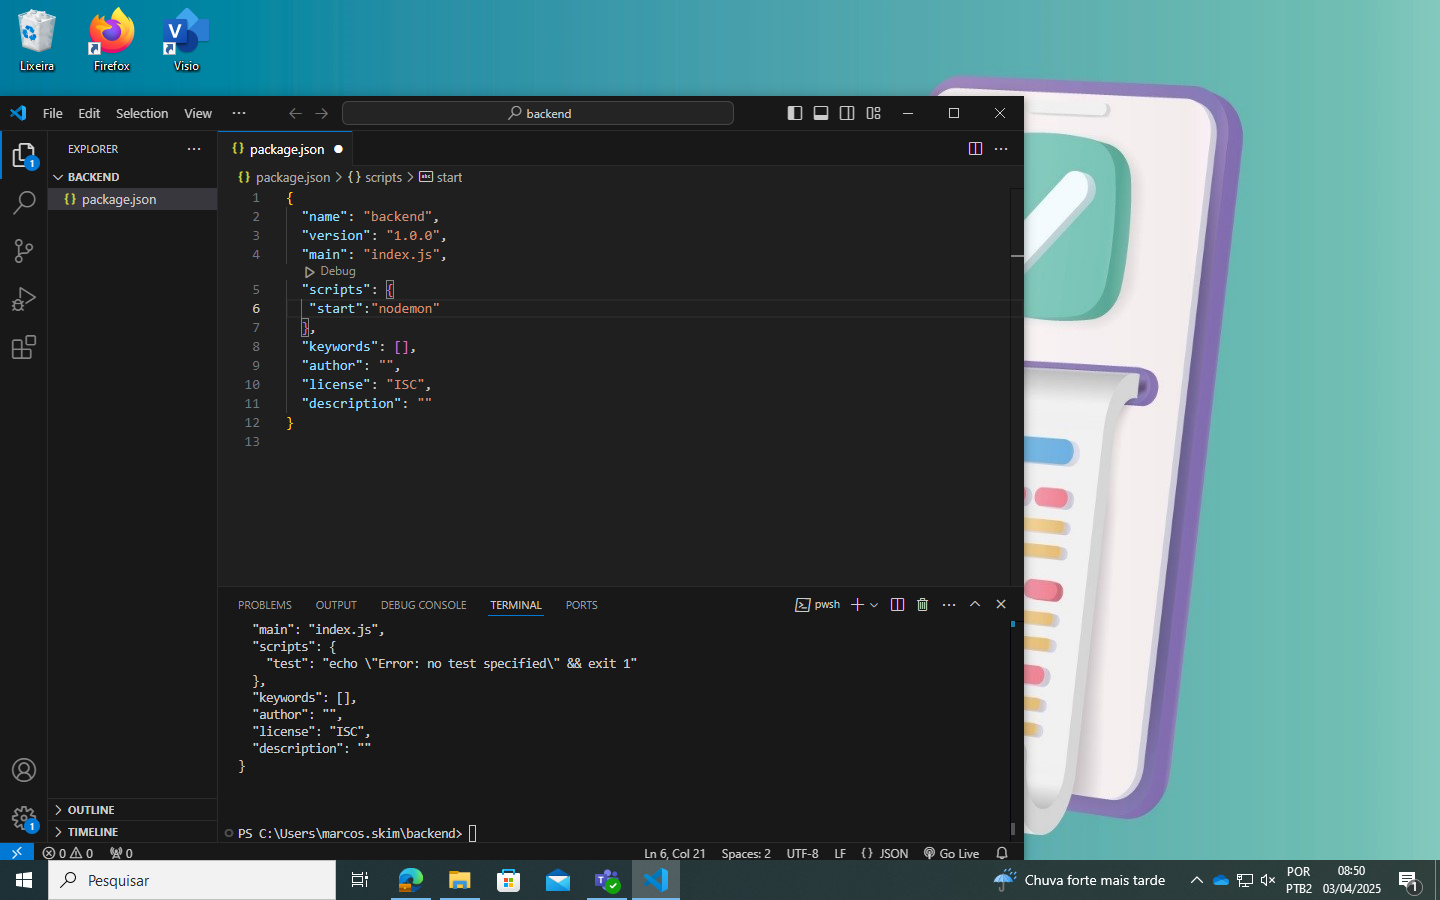 Lixeira
Firefox
Visio
File Edit Selection View ···
backend
EXPLORER ···
package.json
BACKEND
package.json
package.json > {} scripts > start
1 {
2 "name": "backend",
3 "version": "1.0.0",
4 "main": "index.js",
Debug
5 "scripts": {
6 "start":"nodemon"
7 },
8 "keywords": [],
9 "author": "",
10 "license": "ISC",
11 "description": ""
12 }
13
PROBLEMS OUTPUT DEBUG CONSOLE TERMINAL PORTS
pwsh
"main": "index.js",
"scripts": {
"test": "echo \"Error: no test specified\" && exit 1"
},
"keywords": [],
"author": "",
"license": "ISC",
"description": ""
}
PS C:\Users\marcos.skim\backend>
OUTLINE
TIMELINE
1
1
0 0 0
Ln 6, Col 21 Spaces: 2 UTF-8 LF {} JSON Go Live
Pesquisar
Chuva forte mais tarde
POR
PTB2
08:50
03/04/2025
1